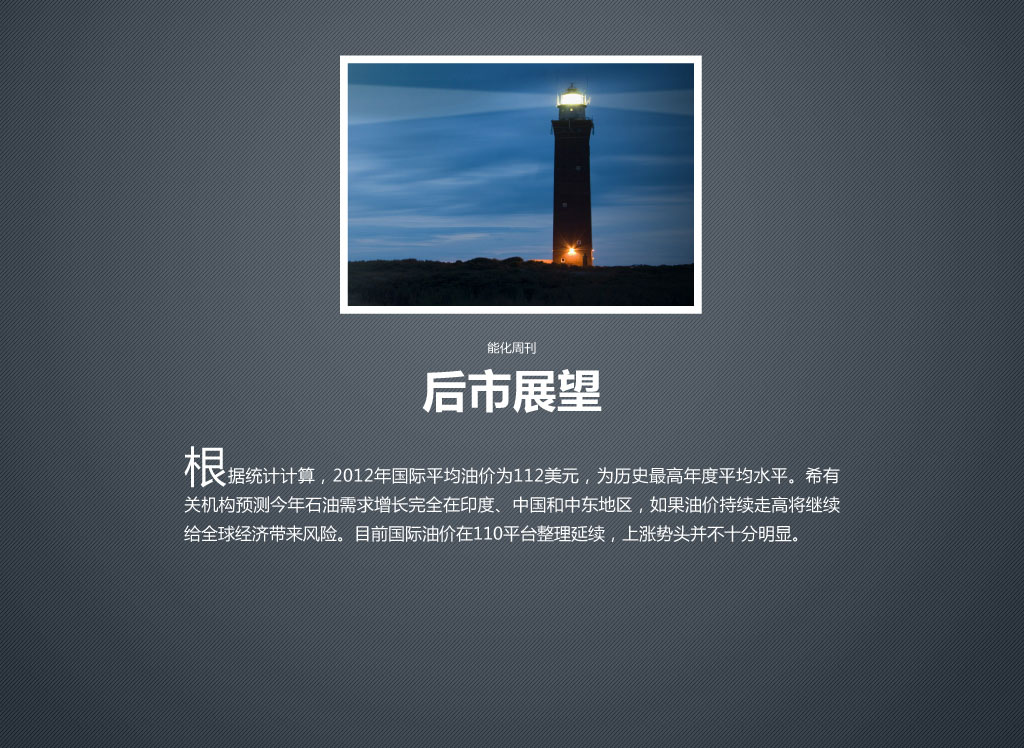 能化周刊
后市展望
根据统计计算，2012年国际平均油价为112美元，为历史最高年度平均水平。希有
关机构预测今年石油需求增长完全在印度、中国和中东地区，如果油价持续走高将继续
给全球经济带来风险。目前国际油价在110平台整理延续，上涨势头并不十分明显。